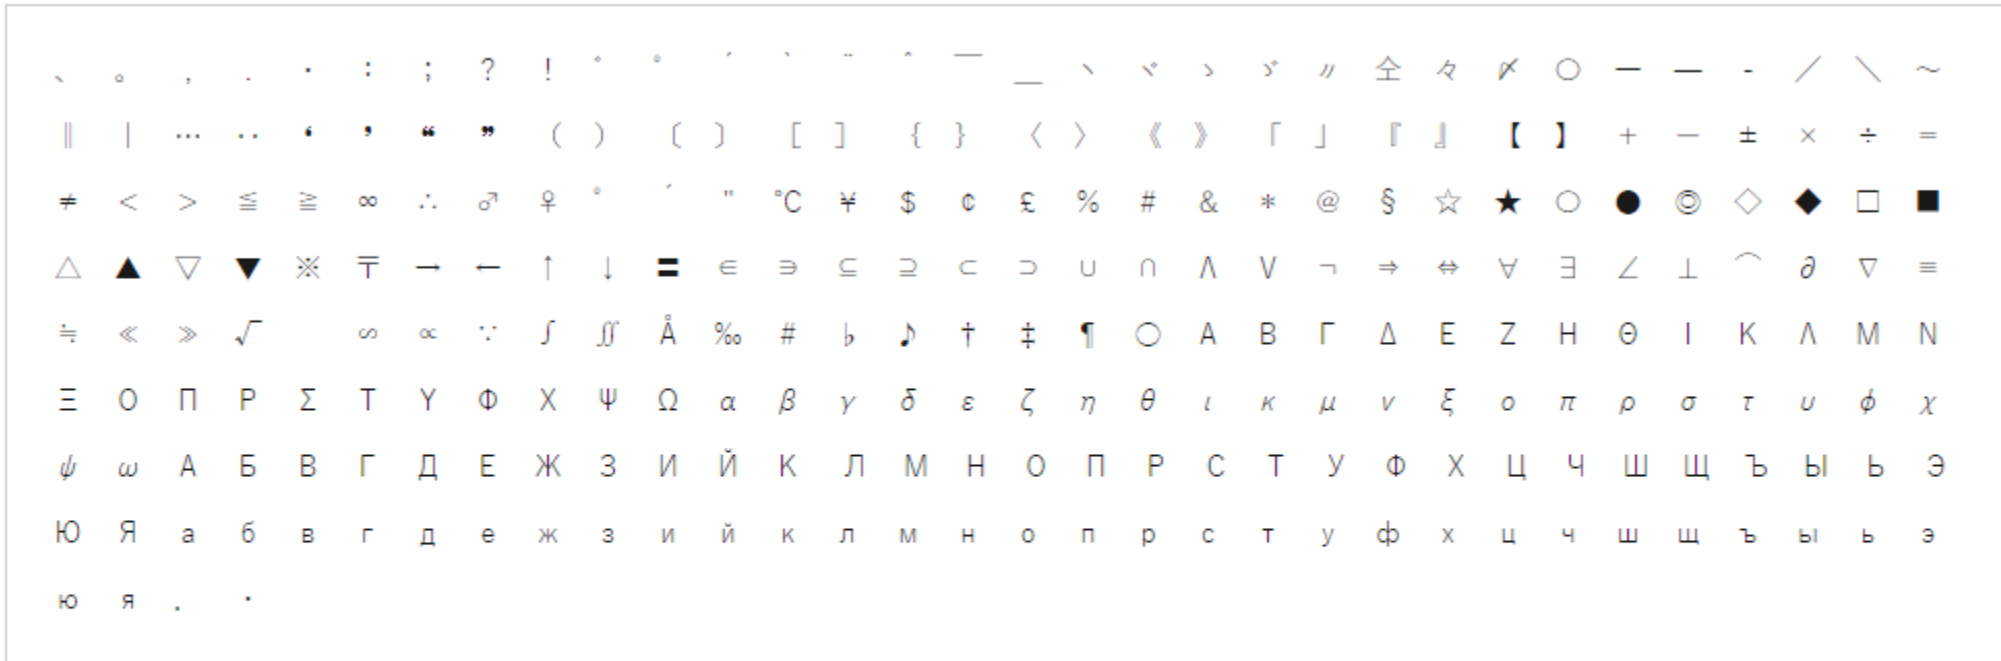 、 。 , . ・ : ; ? ! ゛ ゜ ´ ` ¨ ^ ‾ _ ヽ ヾ ゝ ゞ 〃 仝 々 〆 〇 ー — ‐ / \ ~
‖ | … ‥ ‘ ’ “ ” ( ) 〔 〕 [ ] { } 〈 〉 《 》 「 」 『 』 【 】 + − ± × ÷ =
≠ < > ≦ ≧ ∞ ∴ ♂ ♀ ° ′ " ℃ ¥ $ ¢ £ % # & * @ § ☆ ★ ○ ● ◎ ◇ ◆ □ ■
△ ▲ ▽ ▼ ※ 〒 → ← ↑ ↓ 〓 ∈ ∋ ⊆ ⊇ ⊂ ⊃ ∪ ∩ ∧ ∨ ¬ ⇒ ⇔ ∀ ∃ ∠ ⊥ ⌒ ∂ ∇ ≡
≒ ≪ ≫ √ ∽ ∝ ∵ ∫ ∬ Å ‰ # ♭ ♪ † ‡ ¶ ◯ Α Β Γ Δ Ε Ζ Η Θ Ι Κ Λ Μ Ν
Ξ Ο Π Ρ Σ Τ Υ Φ Χ Ψ Ω α β γ δ ε ζ η θ ι κ μ ν ξ ο π ρ σ τ υ φ χ
ψ ω А Б В Г Д Е Ж З И Й К Л М Н О П Р С Т У Ф Х Ц Ч Ш Щ Ъ Ы Ь Э
Ю Я а б в г д е ж з и й к л м н о п р с т у ф х ц ч ш щ ъ ы ь э
ю я . ·